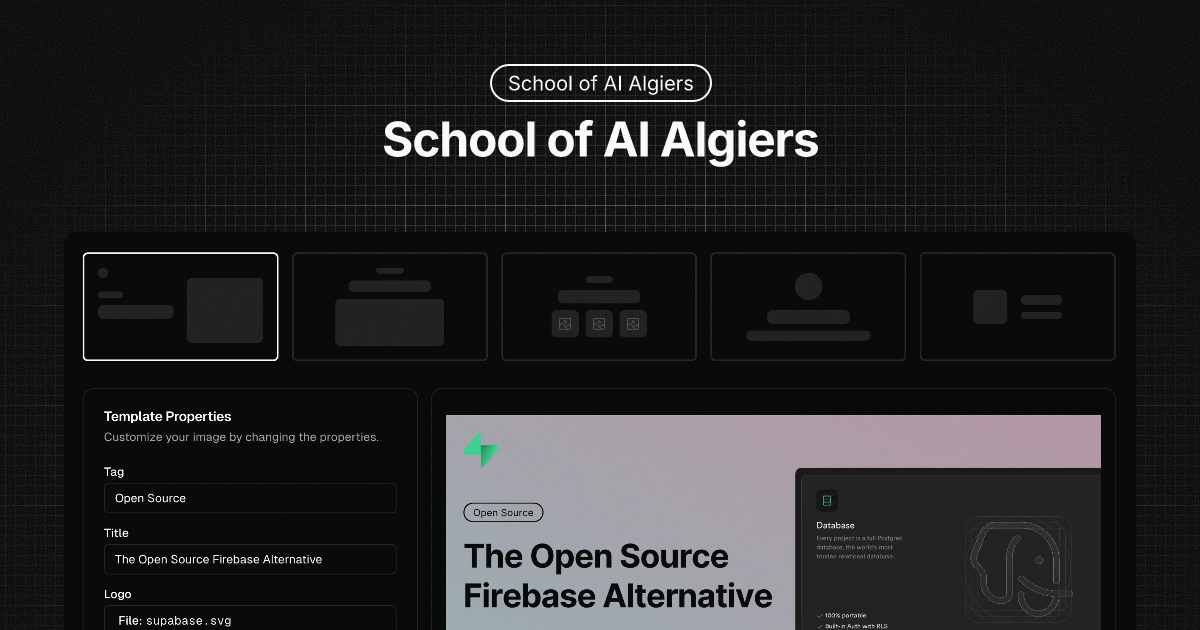 School of AI Algiers
School of AI Algiers
Template Properties
Customize your image by changing the properties.
Tag
Open Source
Title
The Open Source Firebase Alternative
Logo
File: supabase.svg
Open Source
The Open Source
Firebase Alternative
Database
Every project is a full Postgres
database, the world's most
trusted relational database.
100% portable
Built-in Auth with RLS